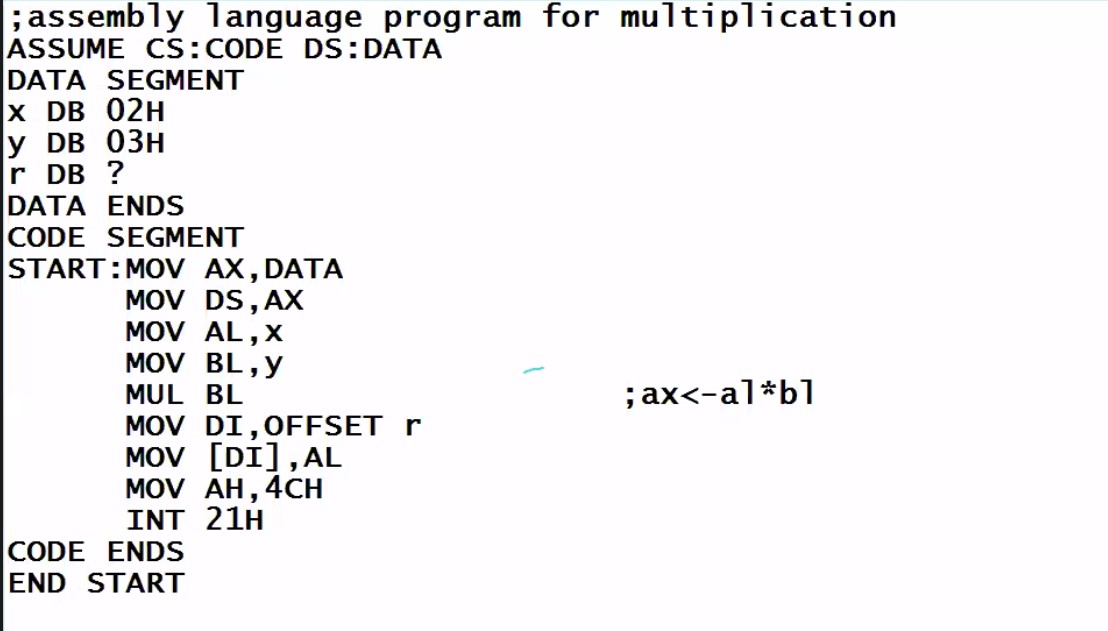 ;assembly language program for multiplication
ASSUME CS:CODE DS:DATA
DATA SEGMENT
x DB 02H
y DB 03H
r DB ?
DATA ENDS
CODE SEGMENT
START:MOV AX,DATA
MOV DS,AX
MOV AL,x
MOV BL,y
MUL BL ;ax<-al*bl
MOV DI,OFFSET r
MOV [DI],AL
MOV AH,4CH
INT 21H
CODE ENDS
END START